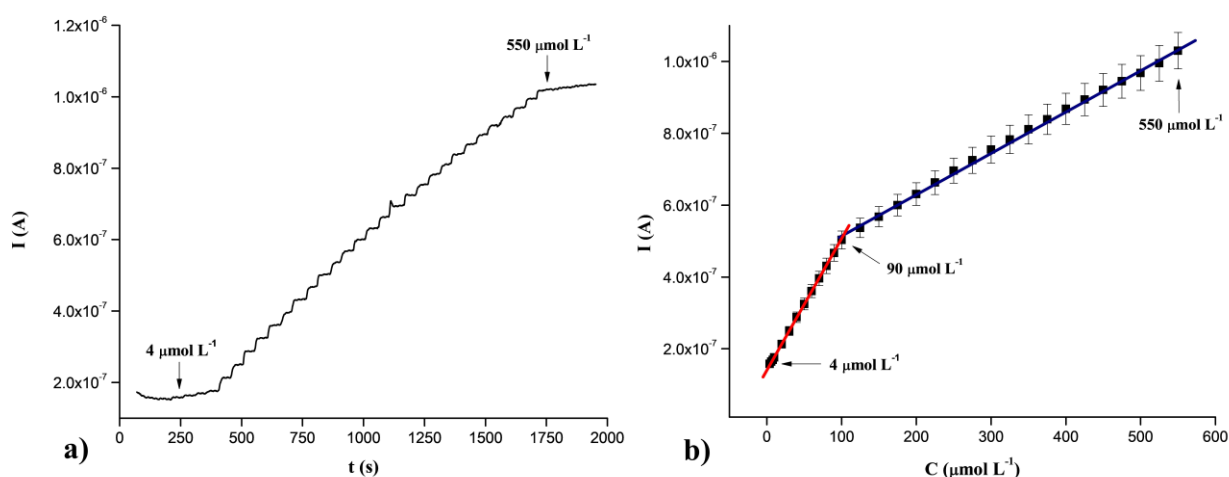 1.2x10⁻⁶
1.0x10⁻⁶
8.0x10⁻⁷
6.0x10⁻⁷
4.0x10⁻⁷
2.0x10⁻⁷
I (A)
550 μmol L⁻¹
4 μmol L⁻¹
0 250 500 750 1000 1250 1500 1750 2000
a)
t (s)
1.0x10⁻⁶
8.0x10⁻⁷
6.0x10⁻⁷
4.0x10⁻⁷
2.0x10⁻⁷
I (A)
550 μmol L⁻¹
90 μmol L⁻¹
4 μmol L⁻¹
0 100 200 300 400 500 600
b)
C (μmol L⁻¹)